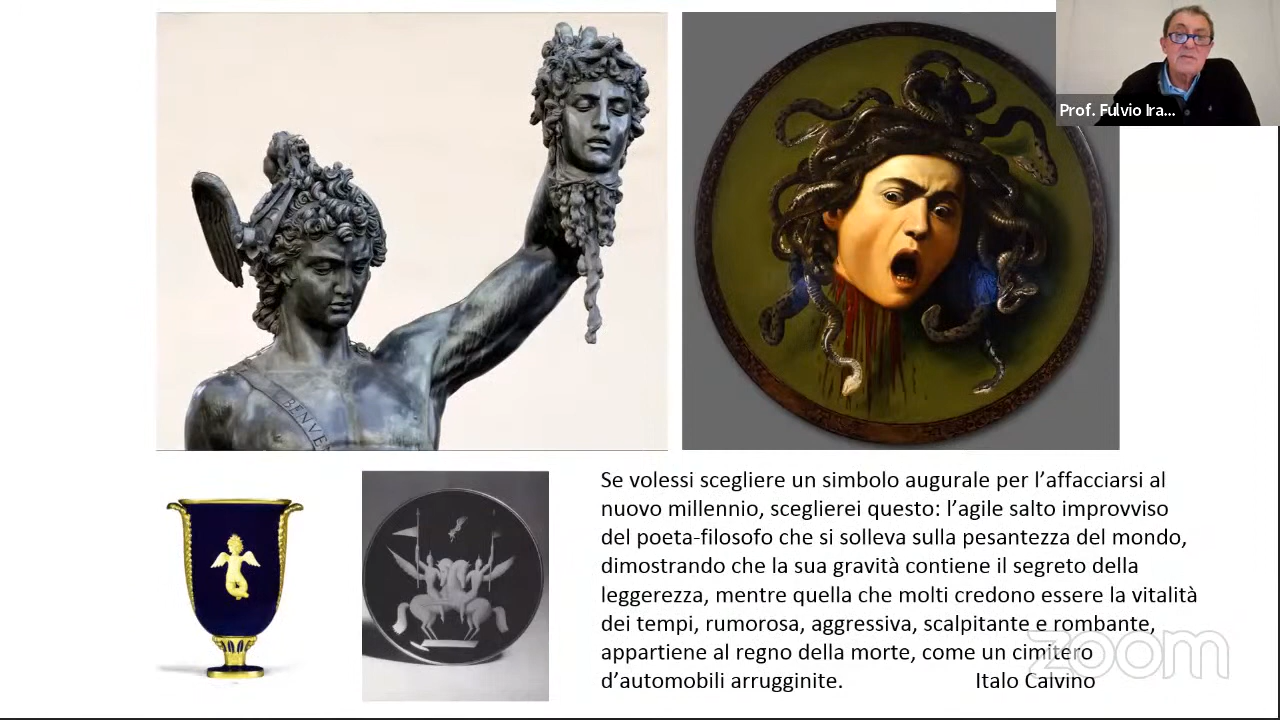 Prof. Fulvio Ira...
BENVE
Se volessi scegliere un simbolo augurale per l’affacciarsi al
nuovo millennio, sceglierei questo: l’agile salto improvviso
del poeta-filosofo che si solleva sulla pesantezza del mondo,
dimostrando che la sua gravità contiene il segreto della
leggerezza, mentre quella che molti credono essere la vitalità
dei tempi, rumorosa, aggressiva, scalpitante e rombante,
appartiene al regno della morte, come un cimitero
d’automobili arrugginite. Italo Calvino
zoom